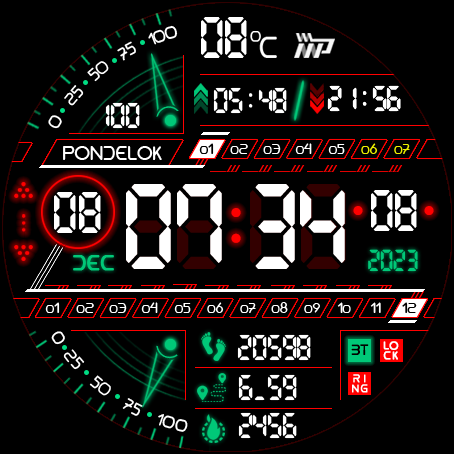 0 25 50 75 100
08°C
100
05:48 21:56
PONDELOK 01 02 03 04 05 06 07
08 07:34 08
DEC 2023
01 02 03 04 05 06 07 08 09 10 11 12
0 25 50 75 100
20598
6.59
2456
BT LOCK
RING